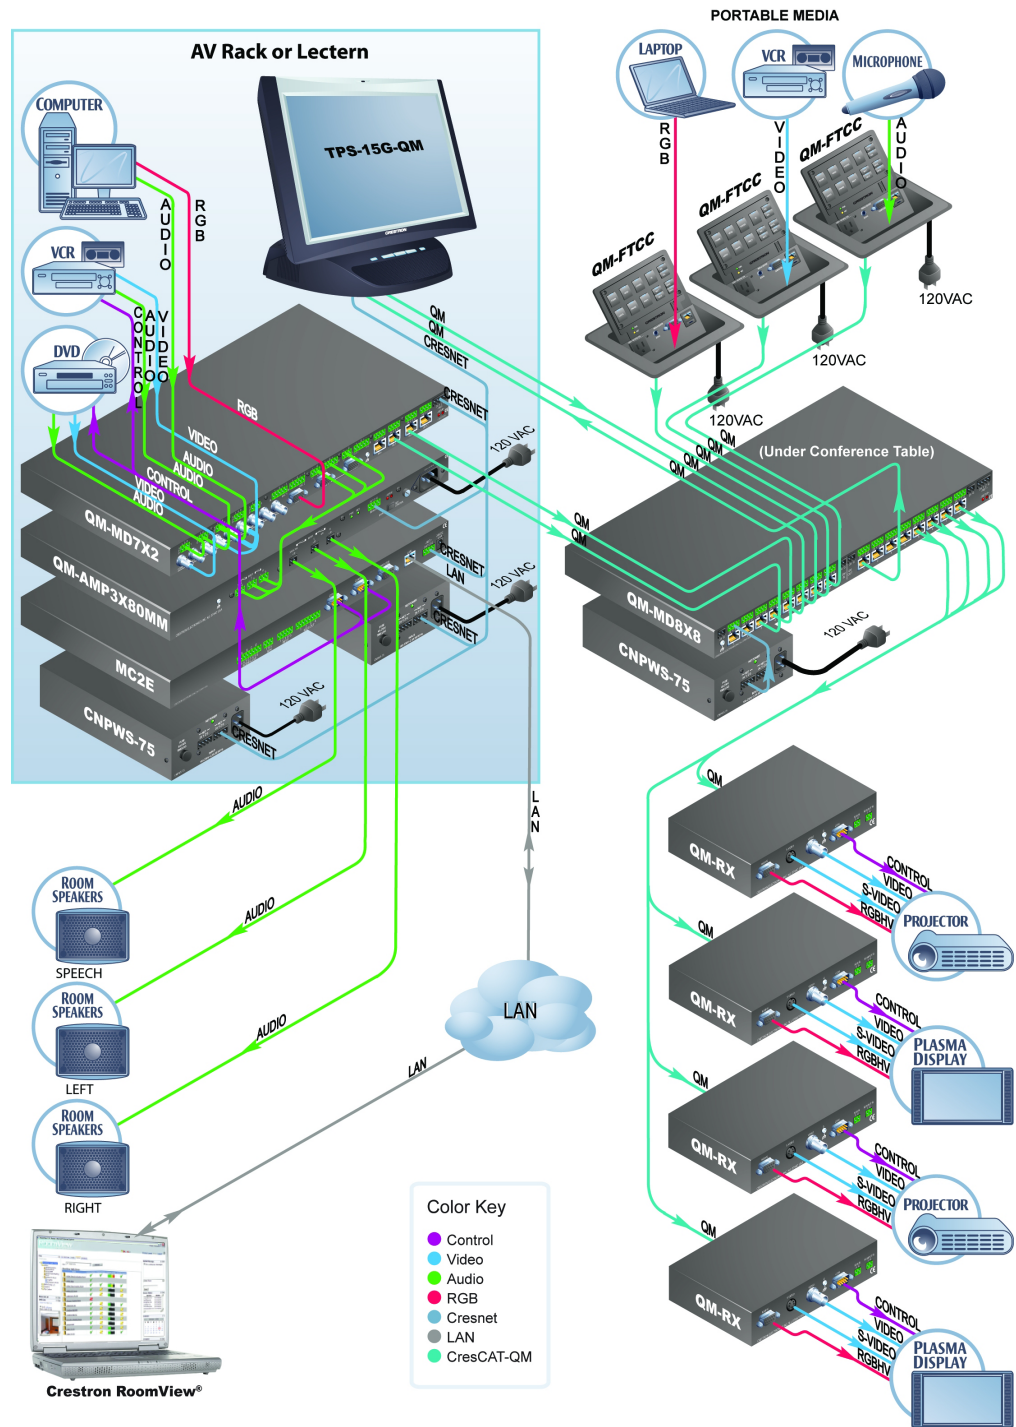 PORTABLE MEDIA
AV Rack or Lectern
LAPTOP
VCR
MICROPHONE
COMPUTER
TPS-15G-QM
RGB
VIDEO
AUDIO
QM-FTCC
QM-FTCC
QM-FTCC
AUDIO
RGB
VCR
120VAC
120VAC
120VAC
CONTROL
AUDIO
VIDEO
DVD
QM
QM
CRESNET
RGB
CRESNET
VIDEO
AUDIO
CONTROL
VIDEO
AUDIO
120 VAC
QM
QM
QM
QM
QM
(Under Conference Table)
QM-MD7X2
QM
QM
CRESNET
LAN
120 VAC
QM-AMP3X80MM
QM-MD8X8
CRESNET
MC2E
CNPWS-75
120 VAC
CNPWS-75
120 VAC
CRESNET
AUDIO
LAN
QM
QM-RX
CONTROL
VIDEO
S-VIDEO
RGBHV
PROJECTOR
ROOM
SPEAKERS
SPEECH
AUDIO
QM
QM-RX
CONTROL
VIDEO
S-VIDEO
RGBHV
PLASMA
DISPLAY
ROOM
SPEAKERS
LEFT
AUDIO
LAN
LAN
QM
QM-RX
CONTROL
VIDEO
S-VIDEO
RGBHV
PROJECTOR
ROOM
SPEAKERS
RIGHT
QM
QM-RX
CONTROL
VIDEO
S-VIDEO
RGBHV
PLASMA
DISPLAY
Color Key
Control
Video
Audio
RGB
Cresnet
LAN
CresCAT-QM
Crestron RoomView®